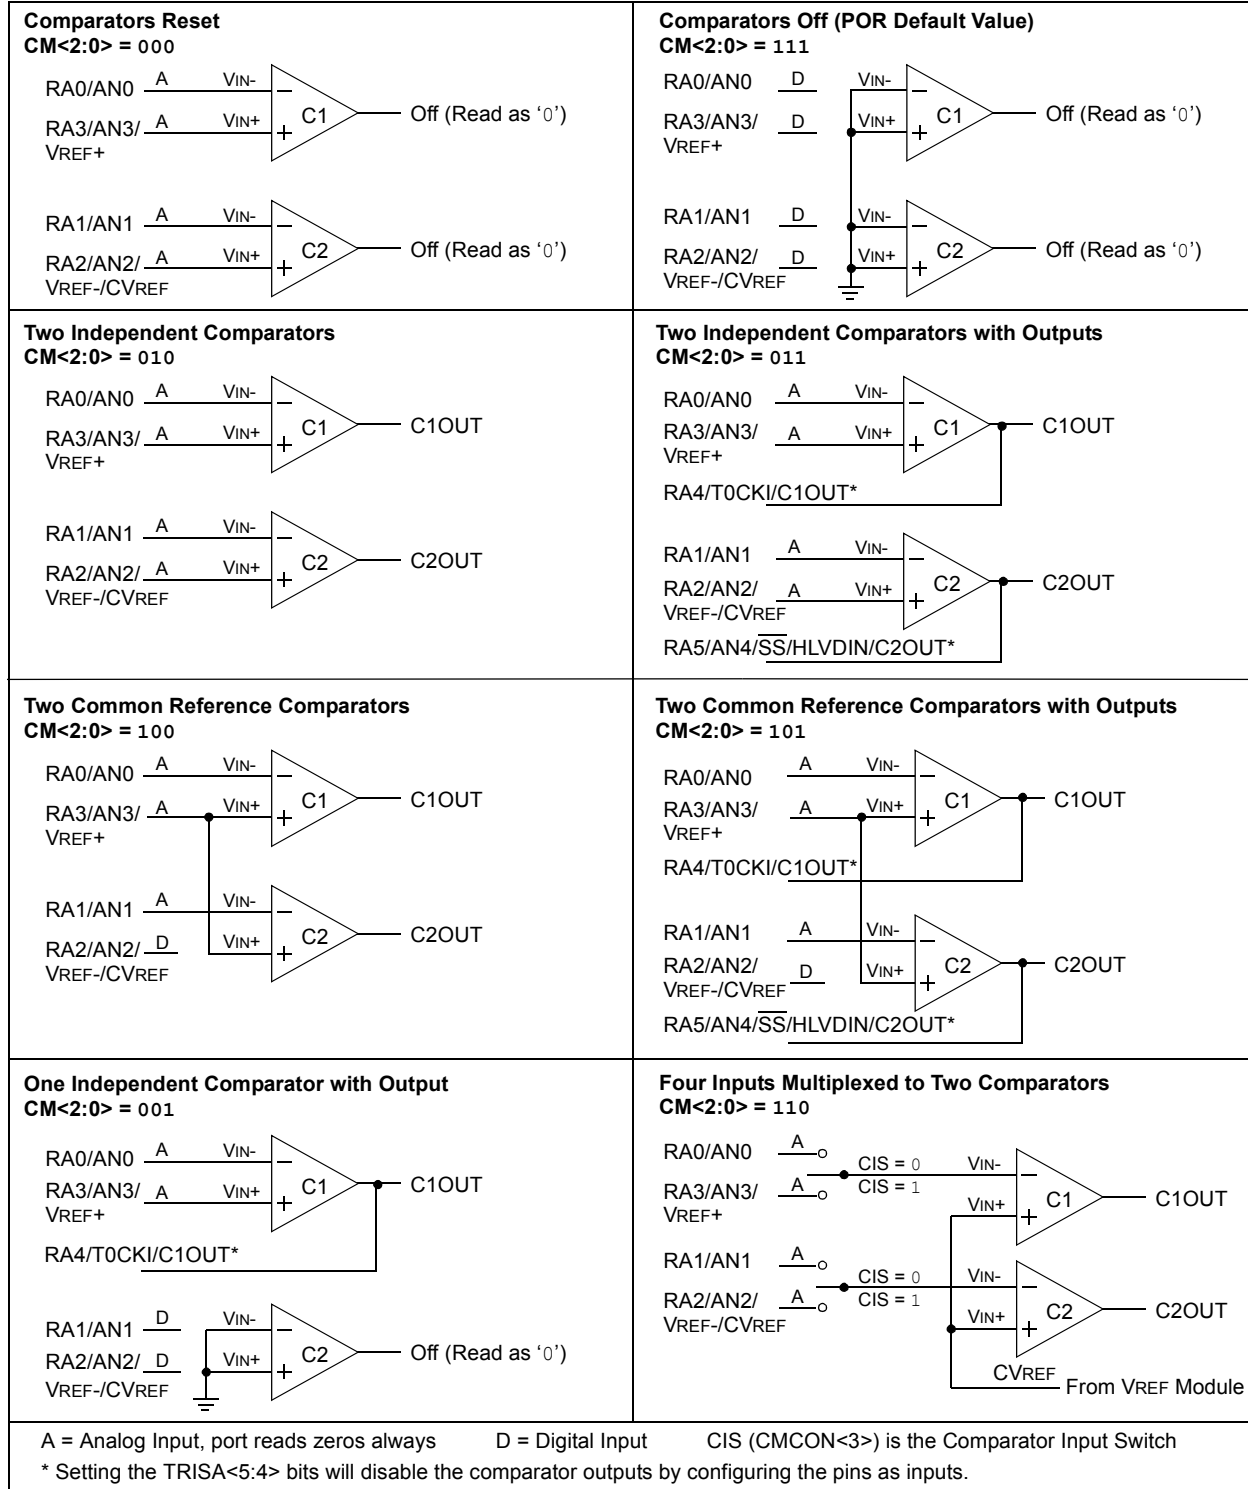 Comparators Reset
CM<2:0> = 000
RA0/AN0 A VIN-
RA3/AN3/ A VIN+
VREF+
C1
Off (Read as ‘0’)
RA1/AN1 A VIN-
RA2/AN2/ A VIN+
VREF-/CVREF
C2
Off (Read as ‘0’)
Comparators Off (POR Default Value)
CM<2:0> = 111
RA0/AN0 D VIN-
RA3/AN3/ D VIN+
VREF+
C1
Off (Read as ‘0’)
RA1/AN1 D VIN-
RA2/AN2/ D VIN+
VREF-/CVREF
C2
Off (Read as ‘0’)
Two Independent Comparators
CM<2:0> = 010
RA0/AN0 A VIN-
RA3/AN3/ A VIN+
VREF+
C1
C1OUT
RA1/AN1 A VIN-
RA2/AN2/ A VIN+
VREF-/CVREF
C2
C2OUT
Two Independent Comparators with Outputs
CM<2:0> = 011
RA0/AN0 A VIN-
RA3/AN3/ A VIN+
VREF+
C1
C1OUT
RA4/T0CKI/C1OUT*
RA1/AN1 A VIN-
RA2/AN2/ A VIN+
VREF-/CVREF
C2
C2OUT
RA5/AN4/SS/HLVDIN/C2OUT*
Two Common Reference Comparators
CM<2:0> = 100
RA0/AN0 A VIN-
RA3/AN3/ A VIN+
VREF+
C1
C1OUT
RA1/AN1 A VIN-
RA2/AN2/ D VIN+
VREF-/CVREF
C2
C2OUT
Two Common Reference Comparators with Outputs
CM<2:0> = 101
RA0/AN0 A VIN-
RA3/AN3/ A VIN+
VREF+
C1
C1OUT
RA4/T0CKI/C1OUT*
RA1/AN1 A VIN-
RA2/AN2/ D VIN+
VREF-/CVREF
C2
C2OUT
RA5/AN4/SS/HLVDIN/C2OUT*
One Independent Comparator with Output
CM<2:0> = 001
RA0/AN0 A VIN-
RA3/AN3/ A VIN+
VREF+
C1
C1OUT
RA4/T0CKI/C1OUT*
RA1/AN1 D VIN-
RA2/AN2/ D VIN+
VREF-/CVREF
C2
Off (Read as ‘0’)
Four Inputs Multiplexed to Two Comparators
CM<2:0> = 110
RA0/AN0 A
CIS = 0 VIN-
RA3/AN3/ A CIS = 1
VREF+
VIN+
C1
C1OUT
RA1/AN1 A
CIS = 0 VIN-
RA2/AN2/ A CIS = 1
VREF-/CVREF
VIN+
C2
C2OUT
CVREF
From VREF Module
A = Analog Input, port reads zeros always D = Digital Input CIS (CMCON<3>) is the Comparator Input Switch
* Setting the TRISA<5:4> bits will disable the comparator outputs by configuring the pins as inputs.